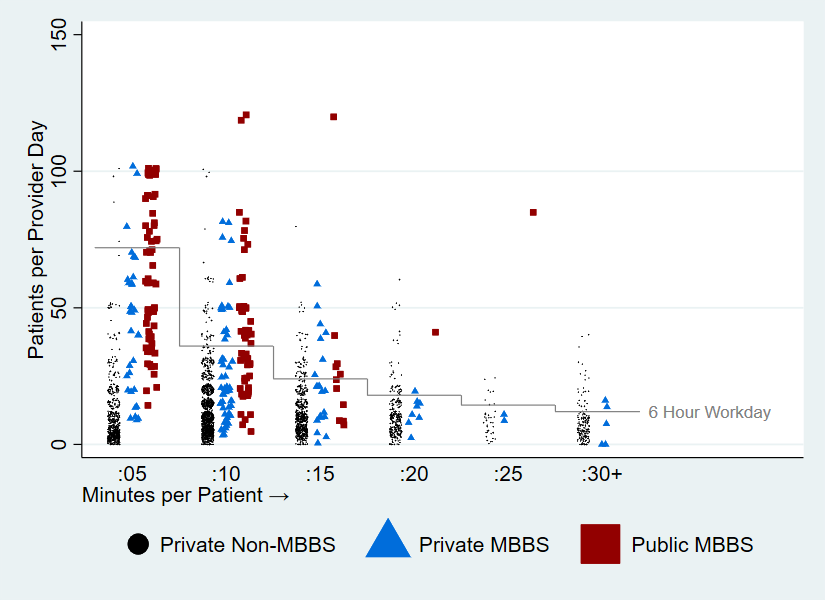 Patients per Provider Day
150
100
50
0
6 Hour Workday
:05 :10 :15 :20 :25 :30+
Minutes per Patient →
Private Non-MBBS Private MBBS Public MBBS